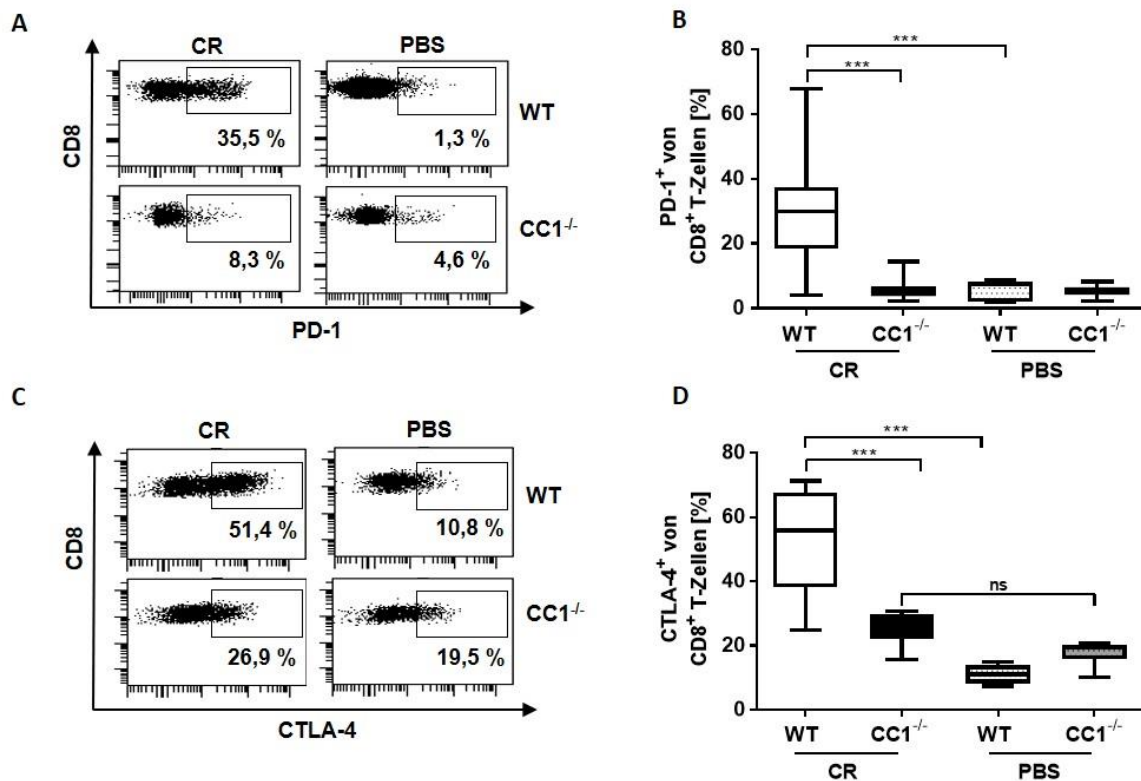 A
CR
PBS
CD8
35,5 %
1,3 %
WT
8,3 %
4,6 %
CC1-/-
PD-1
B
***
***
PD-1+ von
CD8+ T-Zellen [%]
80
60
40
20
0
WT
CC1-/-
WT
CC1-/-
CR
PBS
C
CR
PBS
CD8
51,4 %
10,8 %
WT
26,9 %
19,5 %
CC1-/-
CTLA-4
D
***
***
ns
CTLA-4+ von
CD8+ T-Zellen [%]
80
60
40
20
0
WT
CC1-/-
WT
CC1-/-
CR
PBS